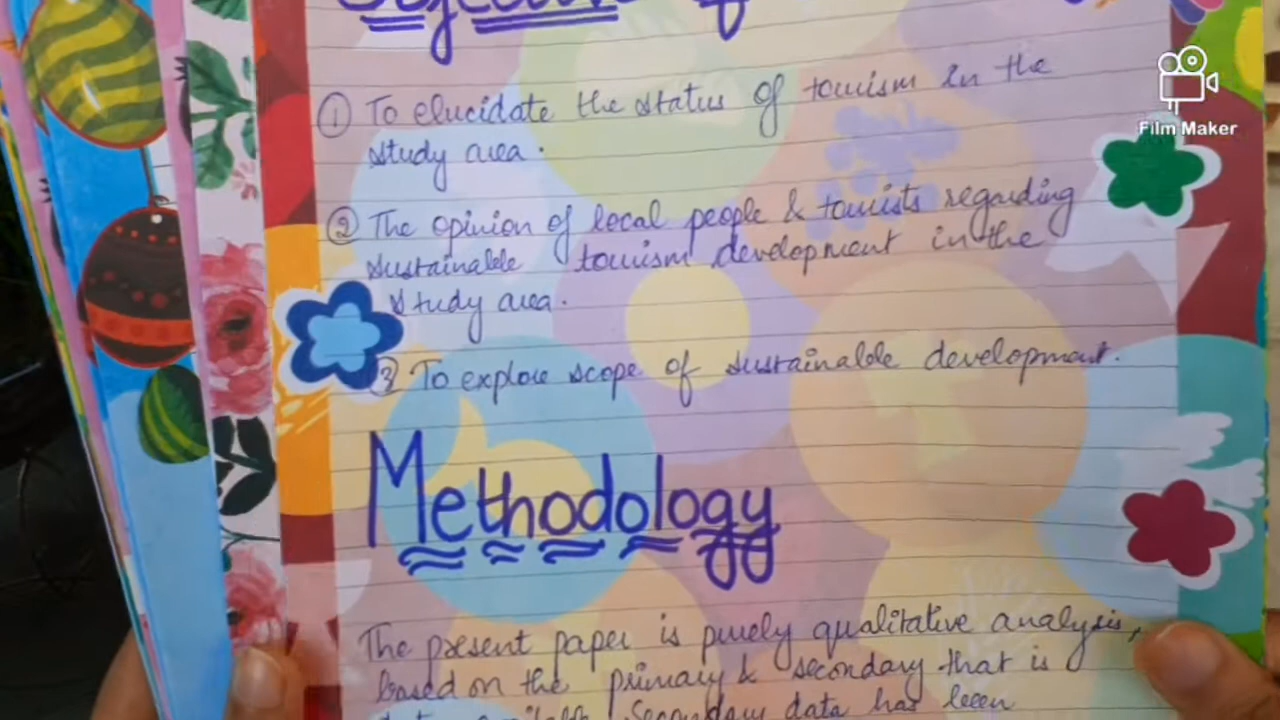 Objective of
① To elucidate the status of tourism in the
study area.
② The opinion of local people & tourists regarding
sustainable tourism development in the
study area.
③ To explore scope of sustainable development.
Methodology
The present paper is purely qualitative analysis,
based on the primary & secondary that is
Secondary data has been
Film Maker